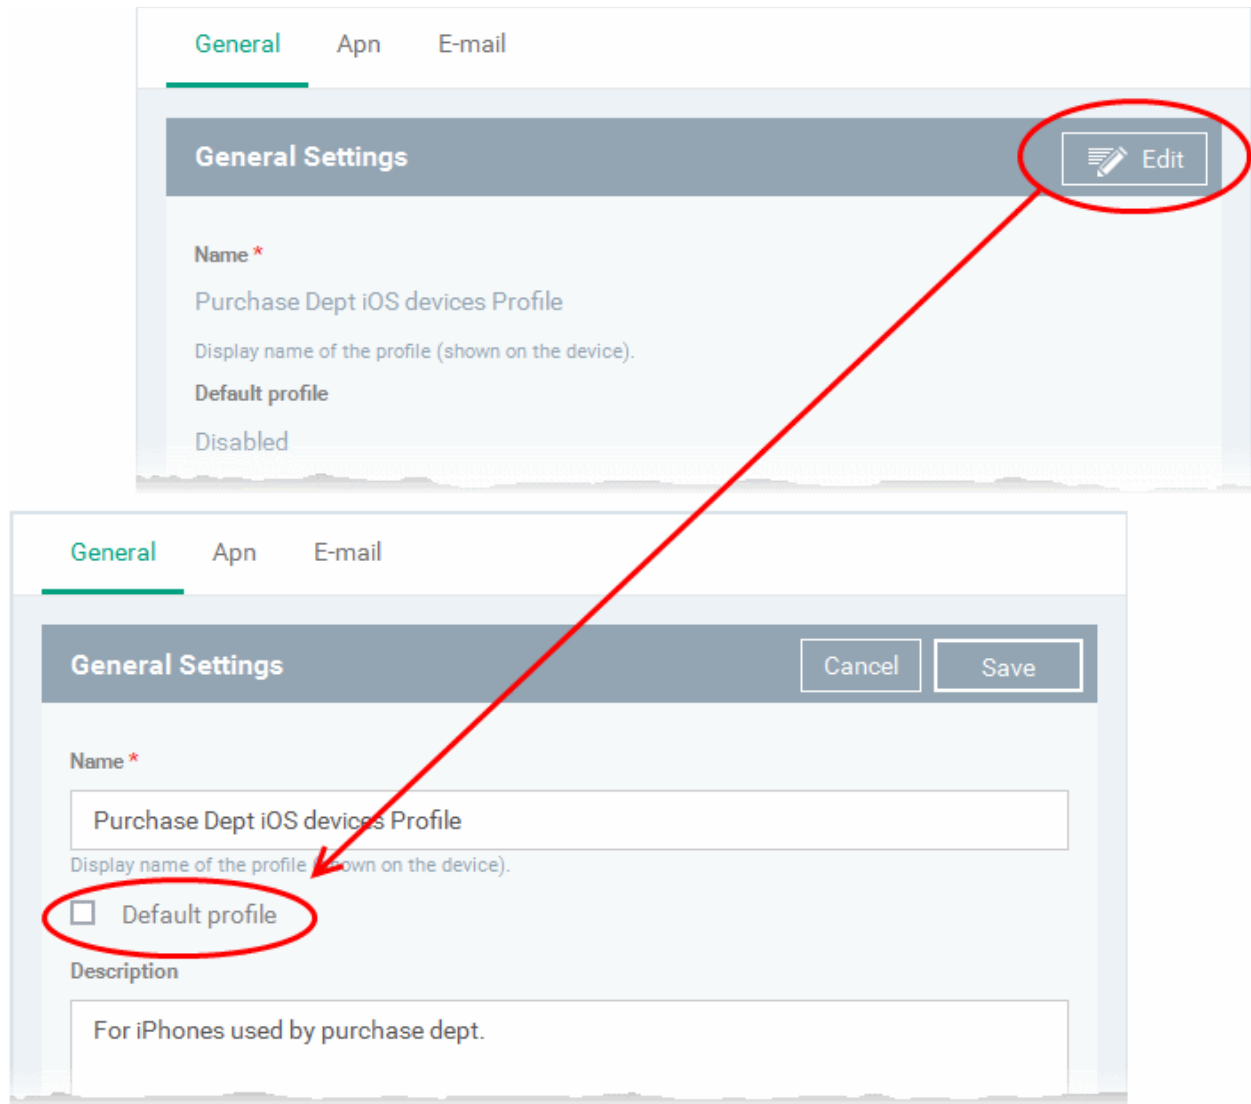 General Apn E-mail
General Settings Edit
Name *
Purchase Dept iOS devices Profile
Display name of the profile (shown on the device).
Default profile
Disabled
General Apn E-mail
General Settings Cancel Save
Name *
Purchase Dept iOS devices Profile
Display name of the profile (shown on the device).
Default profile
Description
For iPhones used by purchase dept.